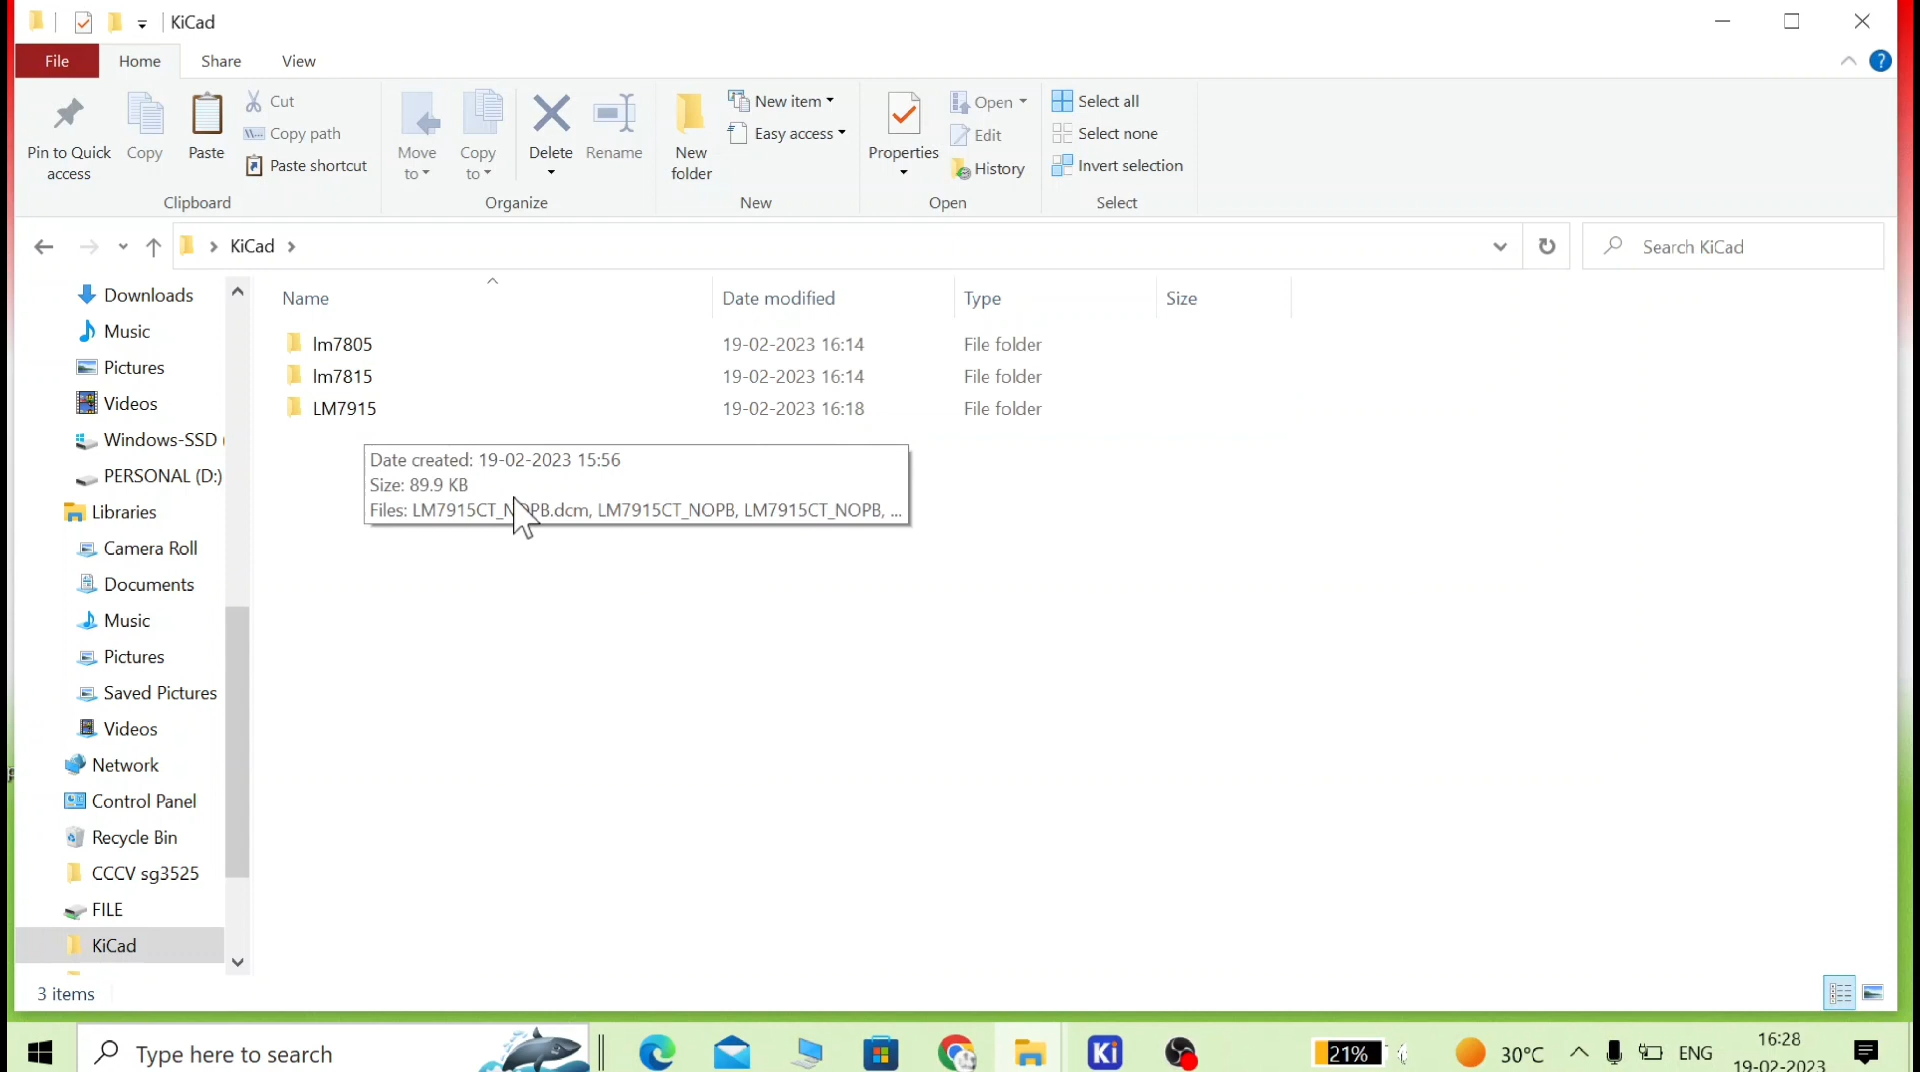 KiCad
File Home Share View
Pin to Quick access
Copy
Paste
Cut
Copy path
Paste shortcut
Clipboard
Move to
Copy to
Delete
Rename
Organize
New folder
New item
Easy access
New
Properties
Open
Edit
History
Open
Select all
Select none
Invert selection
Select
KiCad
Search KiCad
Name Date modified Type Size
lm7805 19-02-2023 16:14 File folder
lm7815 19-02-2023 16:14 File folder
LM7915 19-02-2023 16:18 File folder
Date created: 19-02-2023 15:56
Size: 89.9 KB
Files: LM7915CT_NOPB.dcm, LM7915CT_NOPB, LM7915CT_NOPB, ...
Downloads
Music
Pictures
Videos
Windows-SSD (
PERSONAL (D:)
Libraries
Camera Roll
Documents
Music
Pictures
Saved Pictures
Videos
Network
Control Panel
Recycle Bin
CCCV sg3525
FILE
KiCad
3 items
Type here to search
Ki
21%
30°C
ENG
16:28
19-02-2023